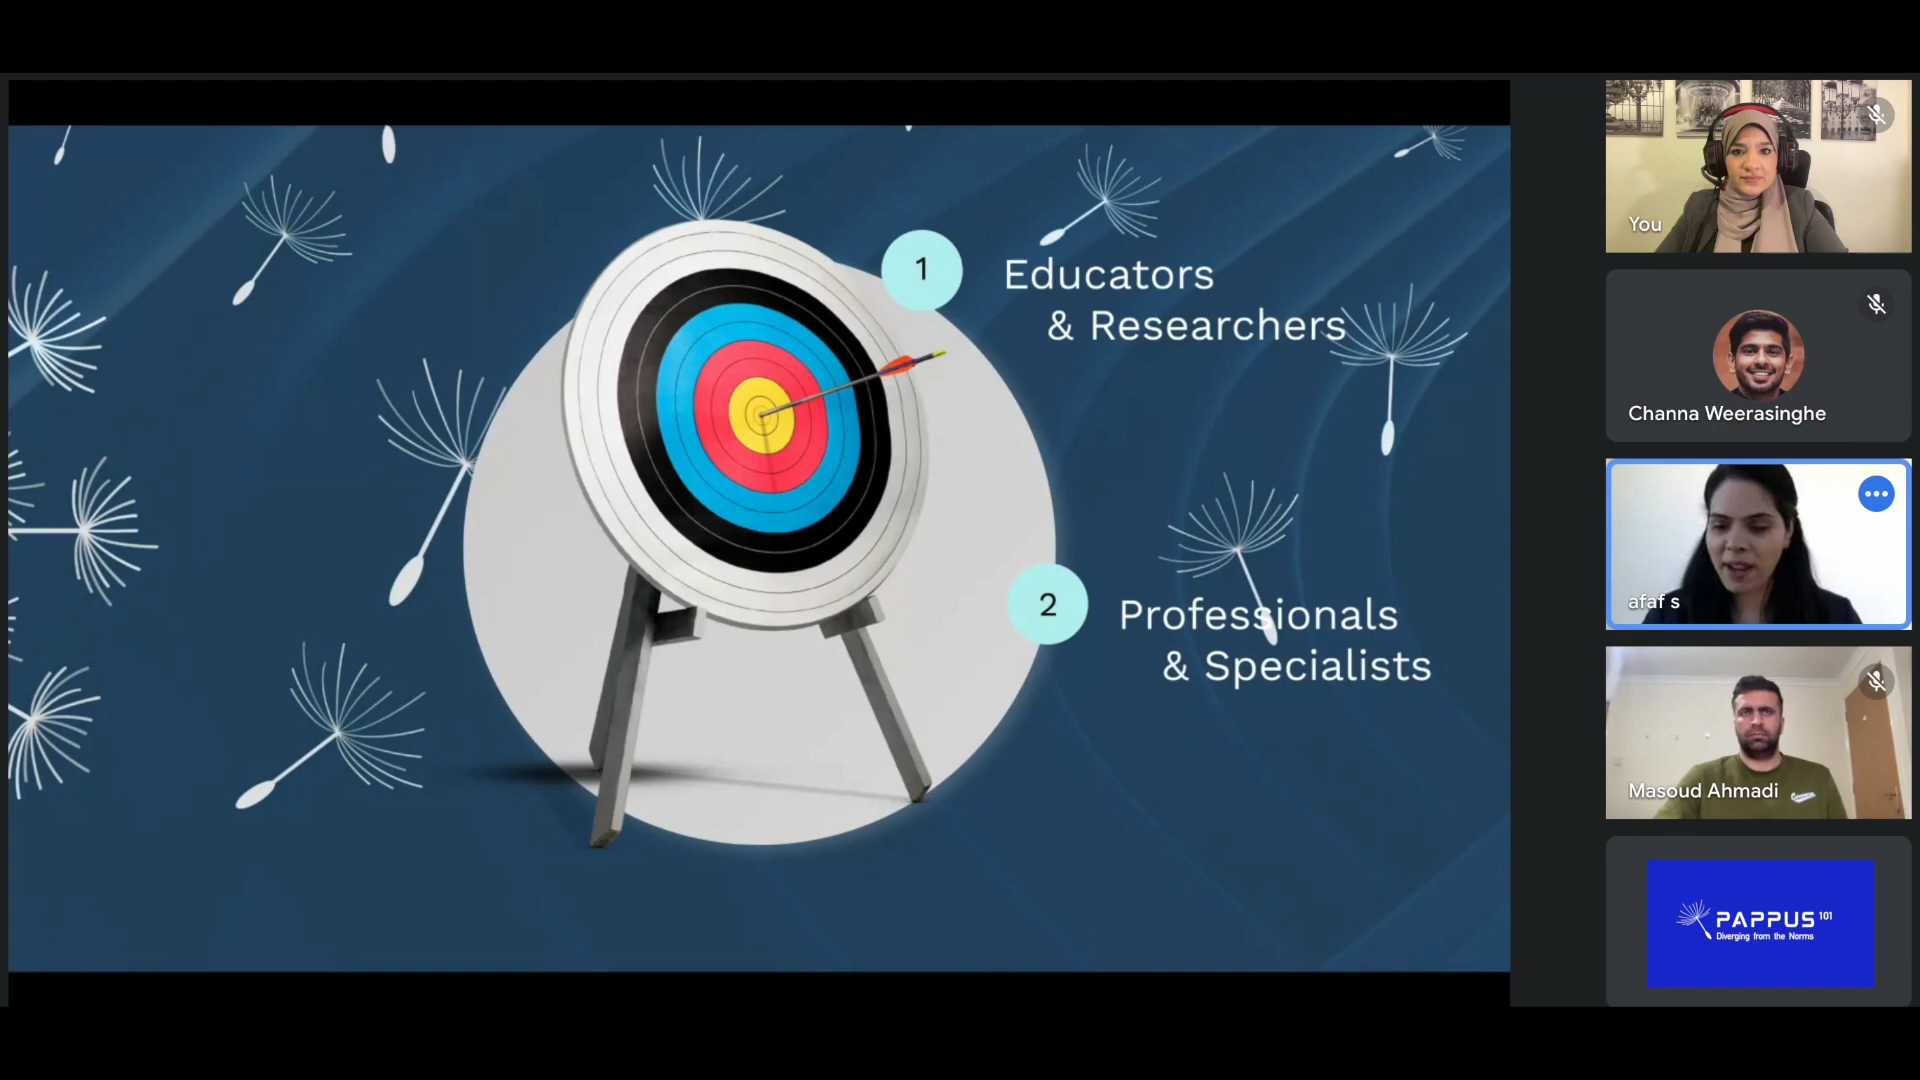 1
Educators
& Researchers
2
Professionals
& Specialists
You
Channa Weerasinghe
afaf s
Masoud Ahmadi
PAPPUS 101
Diverging from the Norms